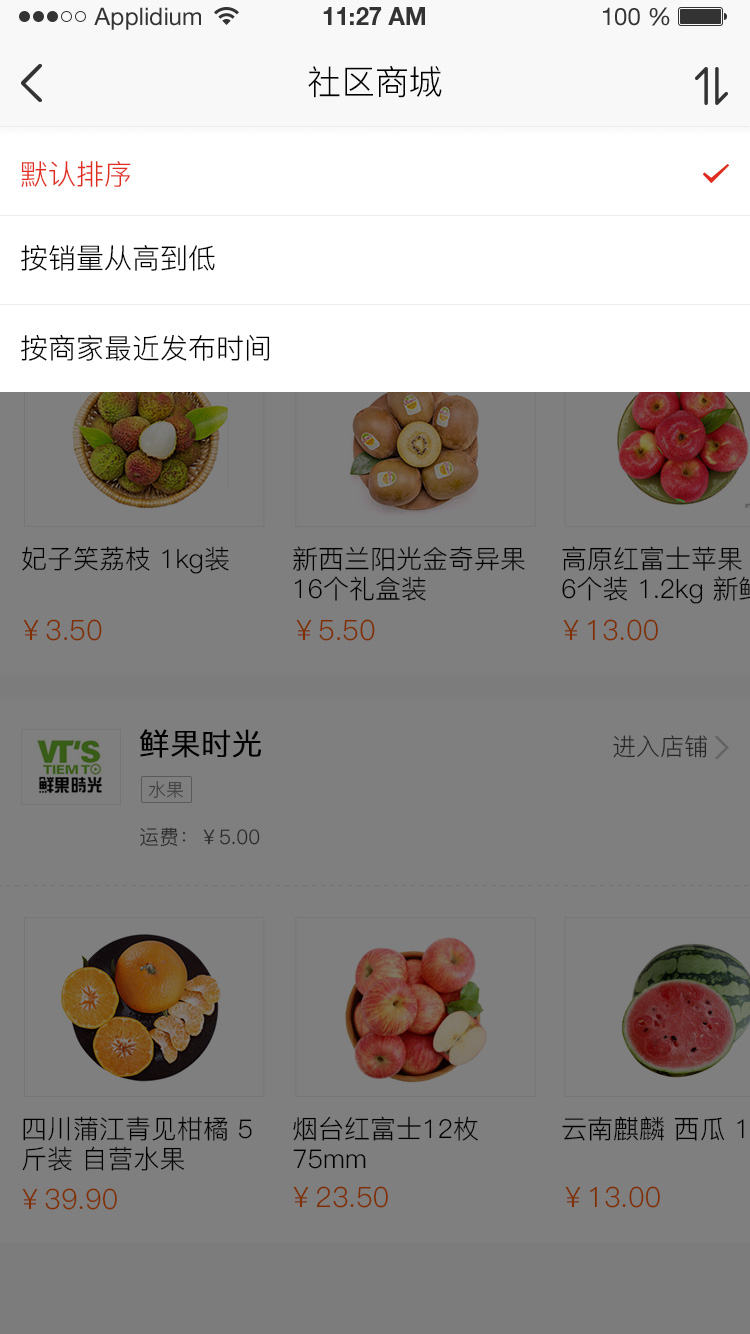 Applidium 11:27 AM 100 %
社区商城
默认排序
按销量从高到低
按商家最近发布时间
妃子笑荔枝 1kg装 新西兰阳光金奇异果 高原红富士苹果
16个礼盒装 6个装 1.2kg 新鲜
¥3.50 ¥5.50 ¥13.00
VT'S
TIEM TO
鲜果時光
鲜果时光
进入店铺
水果
运费：¥5.00
四川蒲江青见柑橘 5 烟台红富士12枚 云南麒麟 西瓜 1
斤装 自营水果 75mm
¥39.90 ¥23.50 ¥13.00